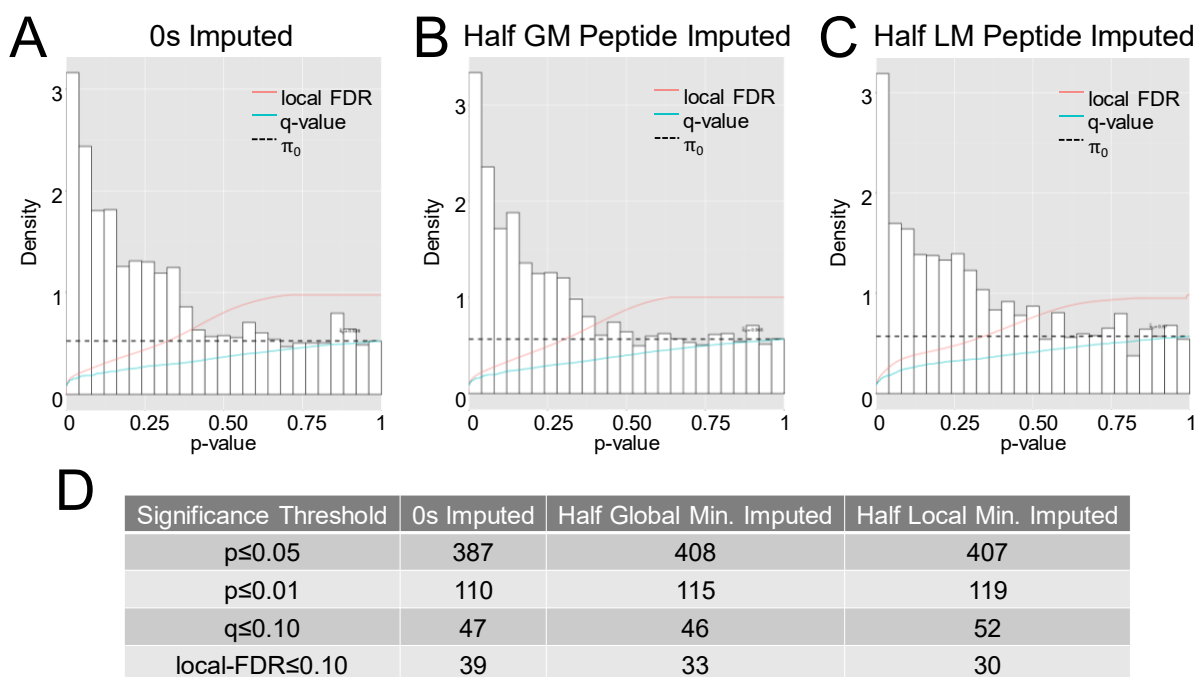 A 0s Imputed
3
2
1
0
Density
local FDR
q-value
π₀
0 0.25 0.50 0.75 1
p-value
B Half GM Peptide Imputed
3
2
1
0
Density
local FDR
q-value
π₀
0 0.25 0.50 0.75 1
p-value
C Half LM Peptide Imputed
3
2
1
0
Density
local FDR
q-value
π₀
0 0.25 0.50 0.75 1
p-value
D
Significance Threshold 0s Imputed Half Global Min. Imputed Half Local Min. Imputed
p≤0.05 387 408 407
p≤0.01 110 115 119
q≤0.10 47 46 52
local-FDR≤0.10 39 33 30